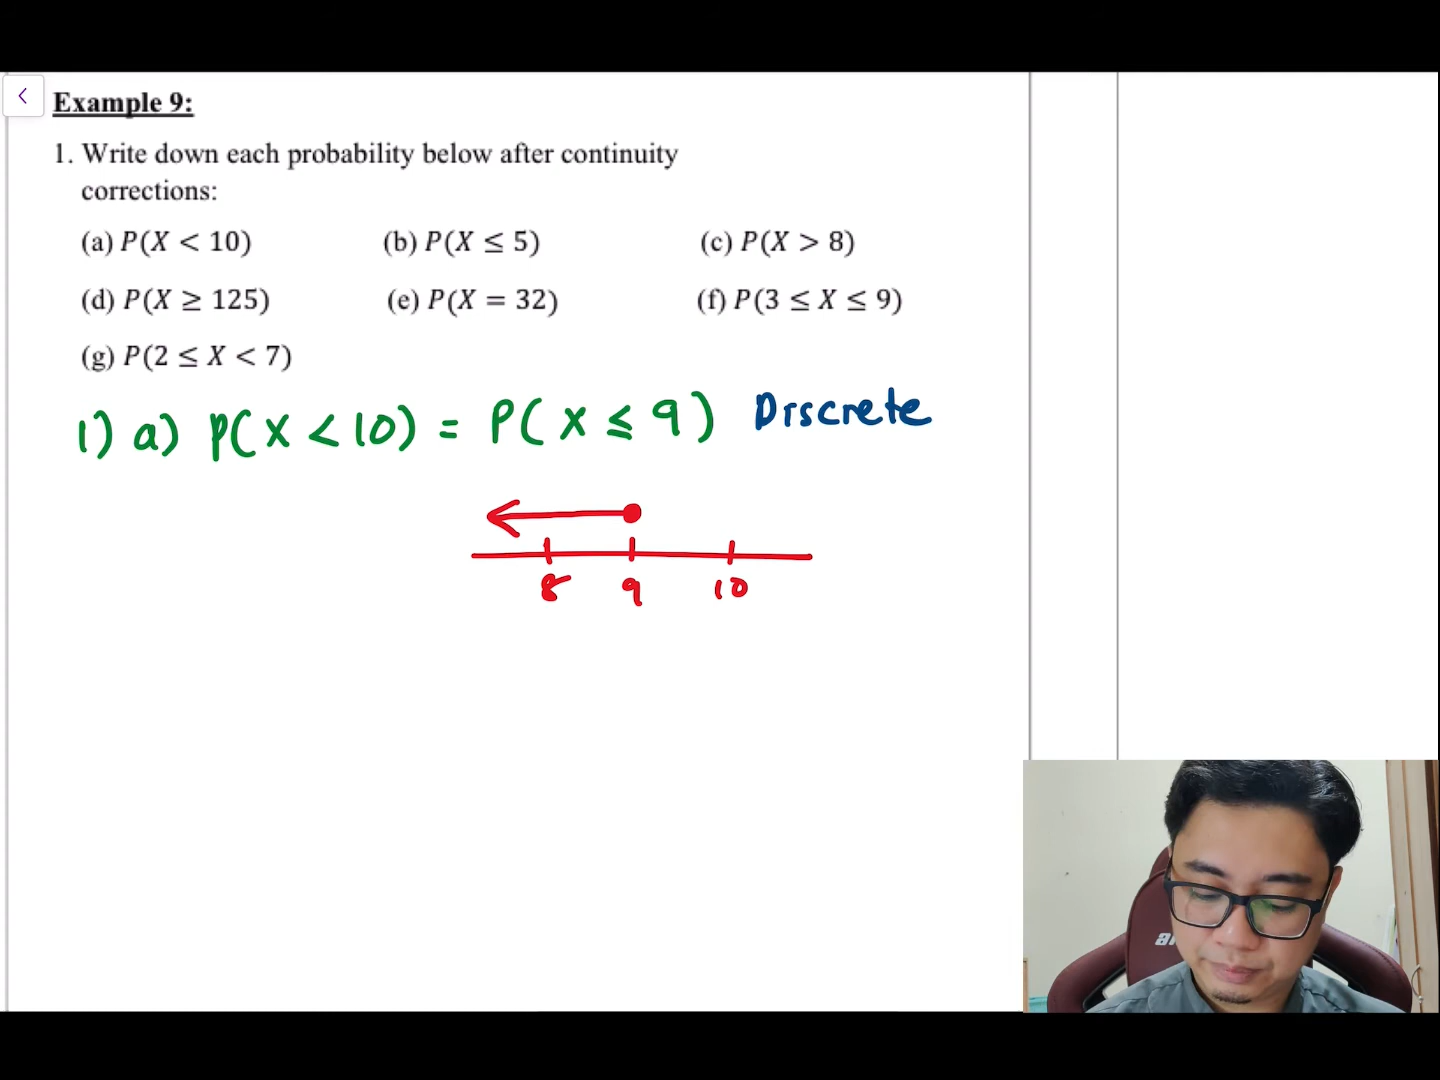 Example 9:
1. Write down each probability below after continuity
corrections:
(a) P(X < 10) (b) P(X ≤ 5) (c) P(X > 8)
(d) P(X ≥ 125) (e) P(X = 32) (f) P(3 ≤ X ≤ 9)
(g) P(2 ≤ X < 7)
1) a) P(X < 10) = P(X ≤ 9) Discrete
8 9 10